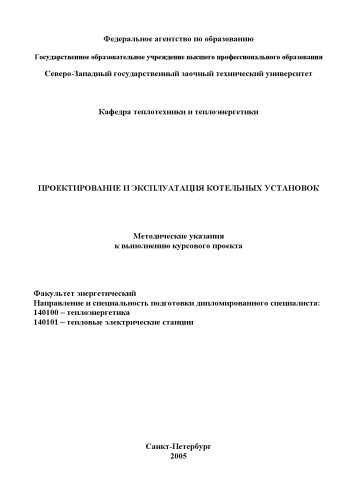 Федеральное агентство по образованию
Государственное образовательное учреждение высшего профессионального образования
Северо-Западный государственный заочный технический университет
Кафедра теплотехники и теплоэнергетики
ПРОЕКТИРОВАНИЕ И ЭКСПЛУАТАЦИЯ КОТЕЛЬНЫХ УСТАНОВОК
Методические указания
к выполнению курсового проекта
Факультет энергетический
Направление и специальность подготовки дипломированного специалиста:
140100 – теплоэнергетика
140101 – тепловые электрические станции
Санкт-Петербург
2005